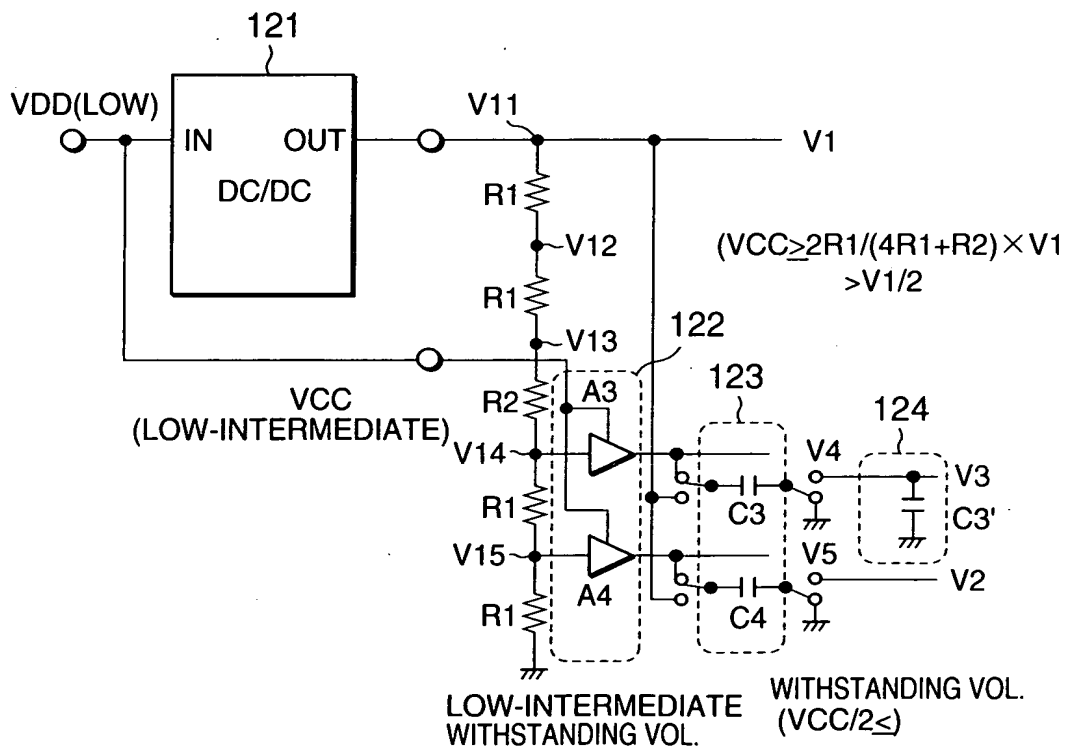 121
VDD(LOW)
IN
OUT
DC/DC
V11
V1
R1
V12
(VCC≥2R1/(4R1+R2)×V1
>V1/2
R1
V13
122
VCC
(LOW-INTERMEDIATE)
R2
A3
123
124
V14
V4
V3
R1
C3
C3'
V15
V5
V2
R1
A4
C4
LOW-INTERMEDIATE
WITHSTANDING VOL.
WITHSTANDING VOL.
(VCC/2≤)